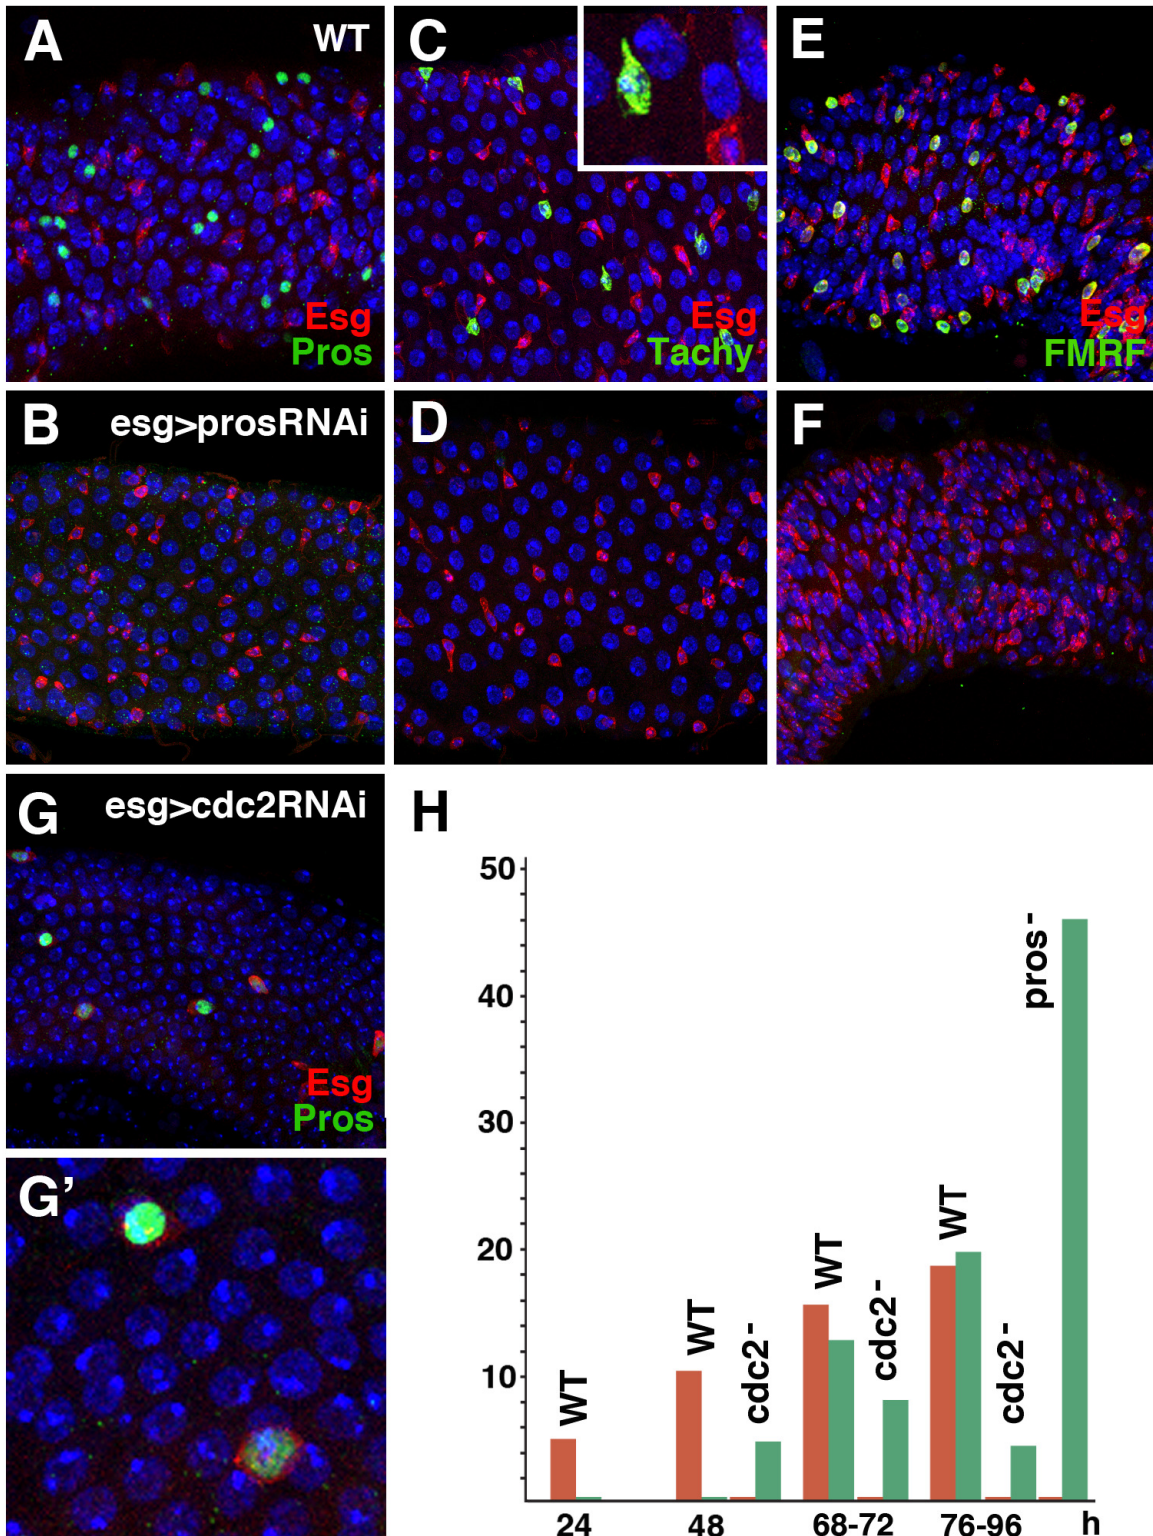 A
WT
Esg
Pros
C
Esg
Tachy
E
Esg
FMRF
B
esg>prosRNAi
D
F
G
esg>cdc2RNAi
Esg
Pros
G’
H
50
40
30
20
10
WT
WT
cdc2-
WT
cdc2-
WT
cdc2-
pros-
24
48
68-72
76-96
h